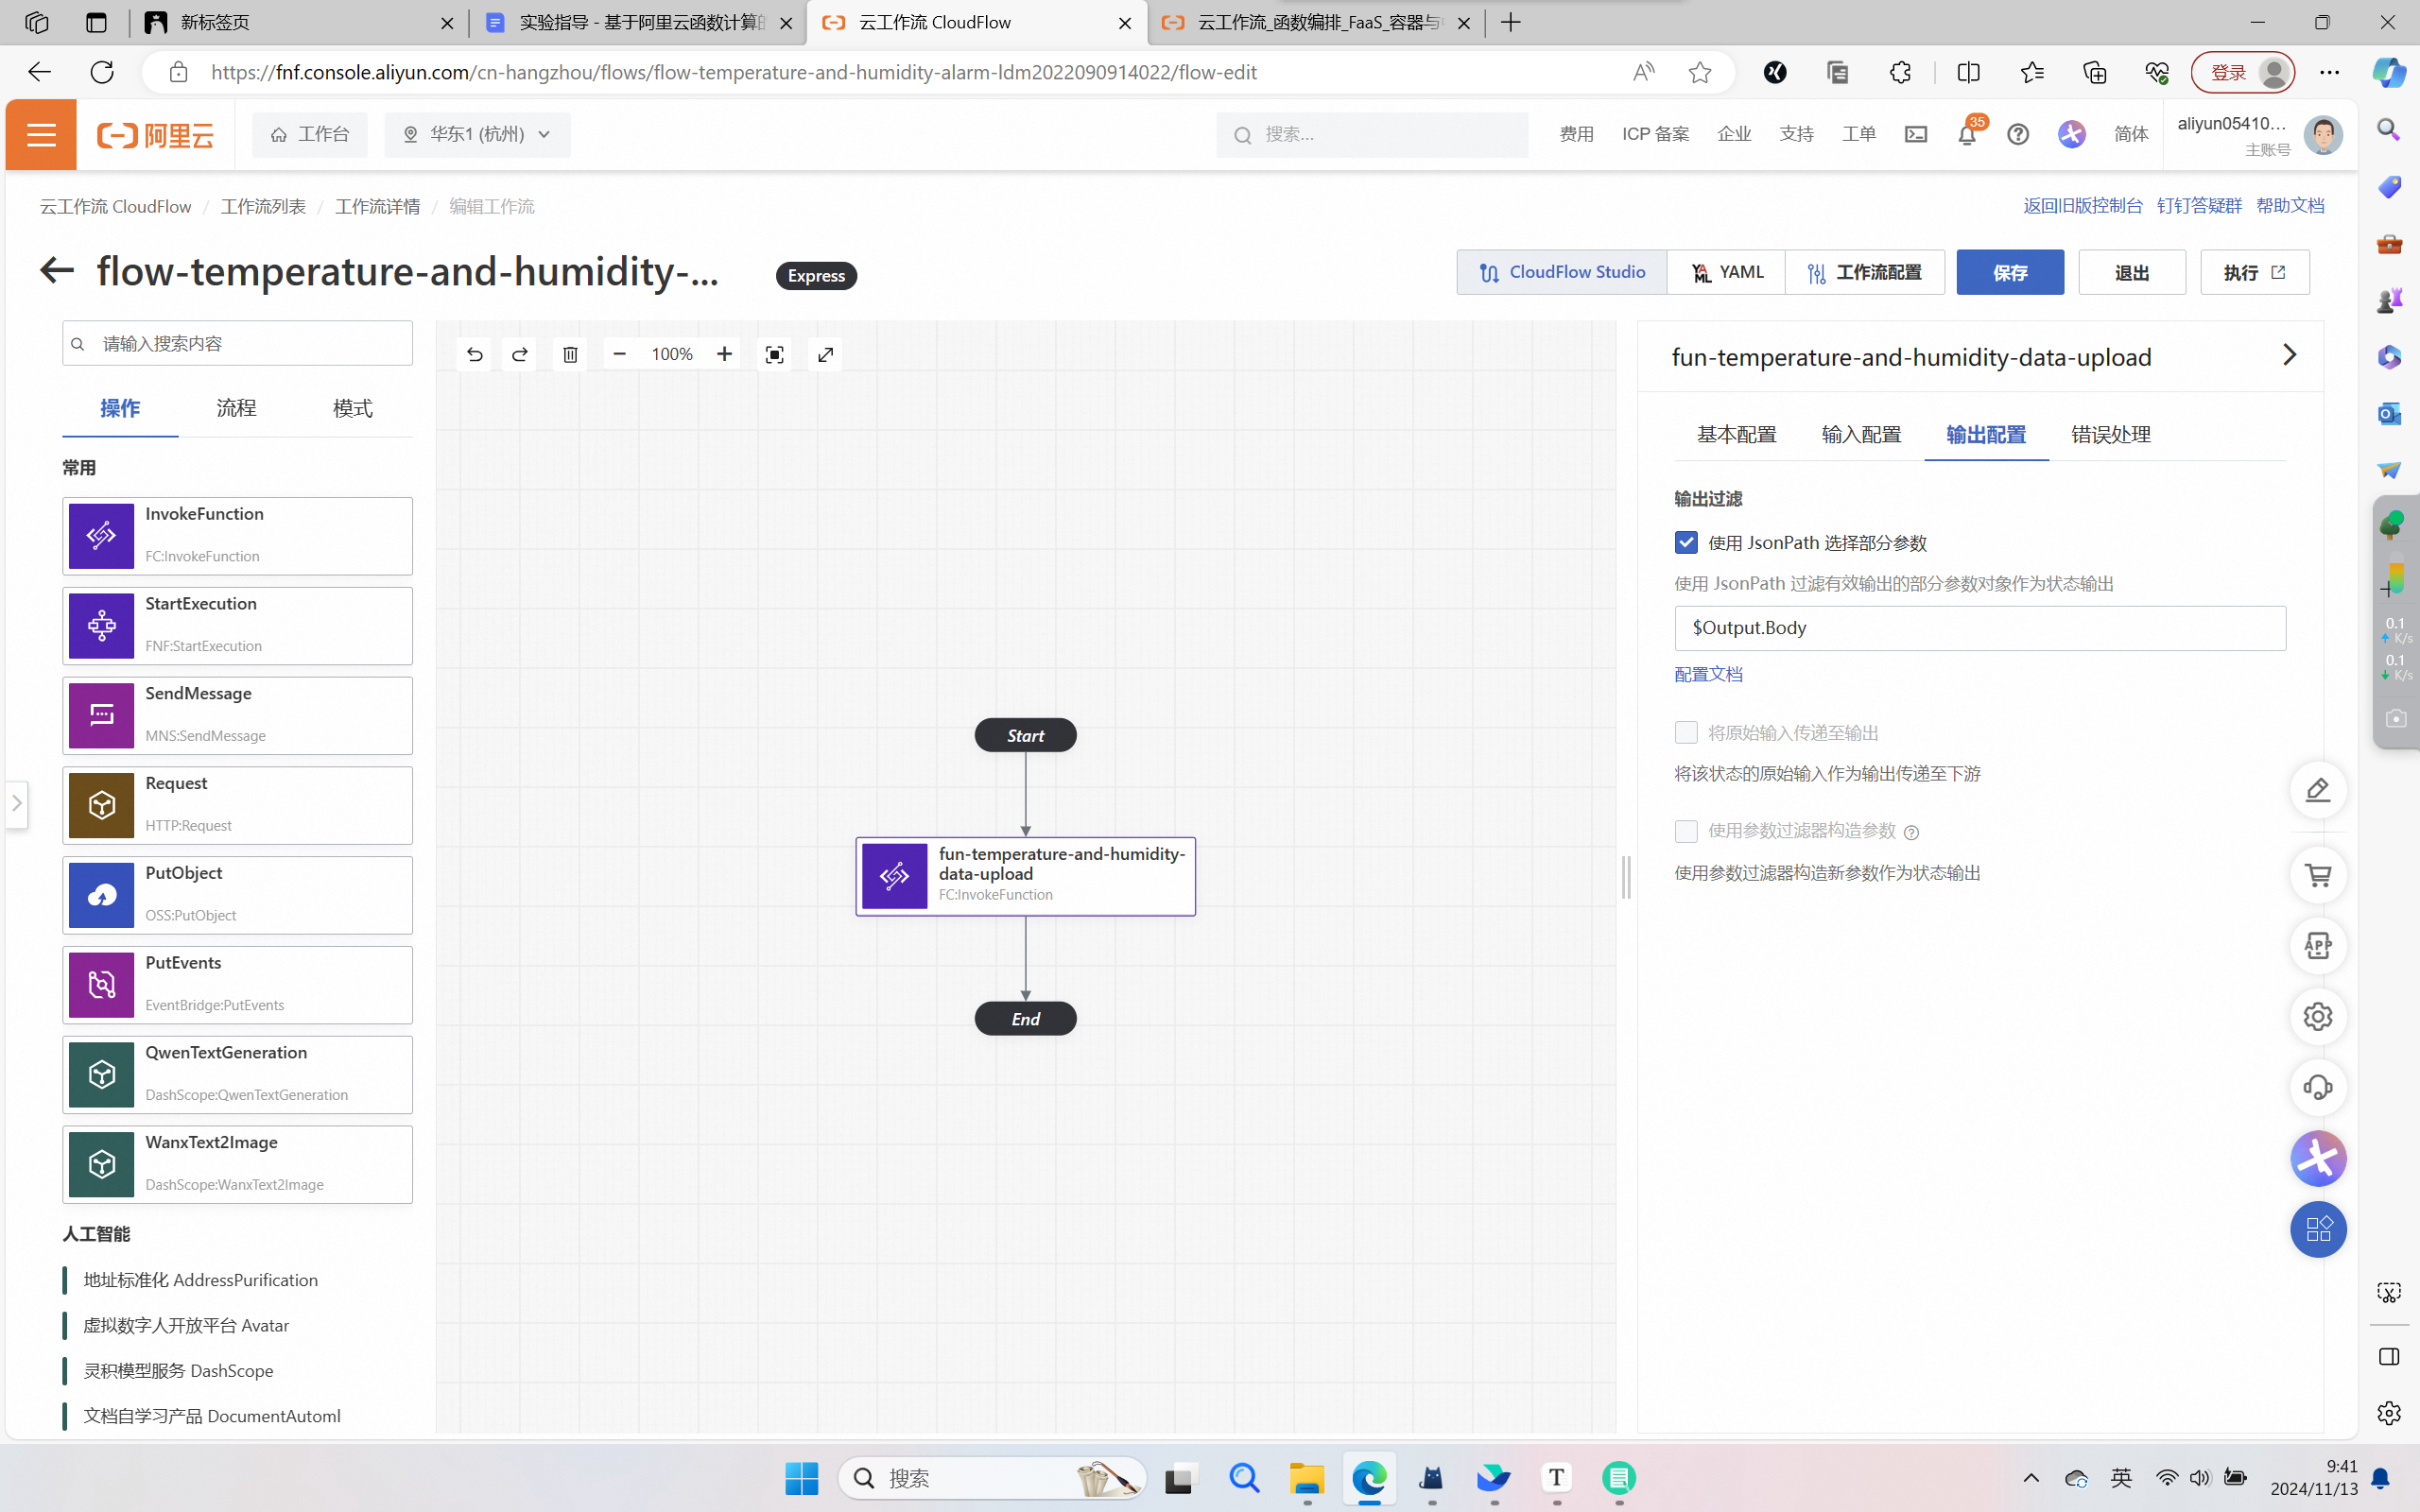 新标签页
实验指导 - 基于阿里云函数计算的
云工作流 CloudFlow
云工作流_函数编排_FaaS_容器与
https://fnf.console.aliyun.com/cn-hangzhou/flows/flow-temperature-and-humidity-alarm-ldm2022090914022/flow-edit
登录
阿里云
工作台
华东1 (杭州)
搜索...
费用
ICP 备案
企业
支持
工单
35
简体
aliyun05410...
主账号
云工作流 CloudFlow / 工作流列表 / 工作流详情 / 编辑工作流
返回旧版控制台 钉钉答疑群 帮助文档
flow-temperature-and-humidity-...
Express
CloudFlow Studio
YAML
工作流配置
保存
退出
执行
请输入搜索内容
操作
流程
模式
常用
InvokeFunction
FC:InvokeFunction
StartExecution
FNF:StartExecution
SendMessage
MNS:SendMessage
Request
HTTP:Request
PutObject
OSS:PutObject
PutEvents
EventBridge:PutEvents
QwenTextGeneration
DashScope:QwenTextGeneration
WanxText2Image
DashScope:WanxText2Image
人工智能
地址标准化 AddressPurification
虚拟数字人开放平台 Avatar
灵积模型服务 DashScope
文档自学习产品 DocumentAutoml
100%
Start
fun-temperature-and-humidity-
data-upload
FC:InvokeFunction
End
fun-temperature-and-humidity-data-upload
基本配置
输入配置
输出配置
错误处理
输出过滤
使用 JsonPath 选择部分参数
使用 JsonPath 过滤有效输出的部分参数对象作为状态输出
$Output.Body
配置文档
将原始输入传递至输出
将该状态的原始输入作为输出传递至下游
使用参数过滤器构造参数
使用参数过滤器构造新参数作为状态输出
APP
0.1
K/s
0.1
K/s
搜索
T
英
9:41
2024/11/13